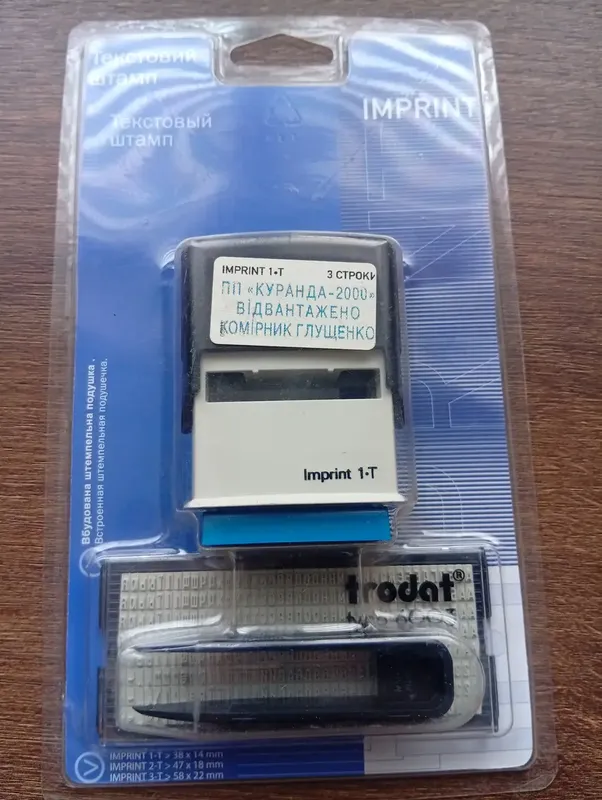 Текстовий
штамп
Текстовый
штамп
IMPRINT
IMPRINT 1•T 3 СТРОКИ
ПП «КУРАНДА-2000»
ВІДВАНТАЖЕНО
КОМІРНИК ГЛУЩЕНКО
Imprint 1•T
Вбудована штемпельна подушка.
Встроенная штемпельная подушечка.
trodat®
IMPRINT 1-T > 38 x 14 mm
IMPRINT 2-T > 47 x 18 mm
IMPRINT 3-T > 58 x 22 mm